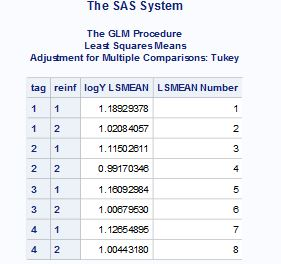 The SAS System
The GLM Procedure
Least Squares Means
Adjustment for Multiple Comparisons: Tukey
tag reinf logY LSMEAN LSMEAN Number
1 1 1.18929378 1
1 2 1.02084057 2
2 1 1.11502611 3
2 2 0.99170346 4
3 1 1.16092984 5
3 2 1.00679530 6
4 1 1.12654895 7
4 2 1.00443180 8